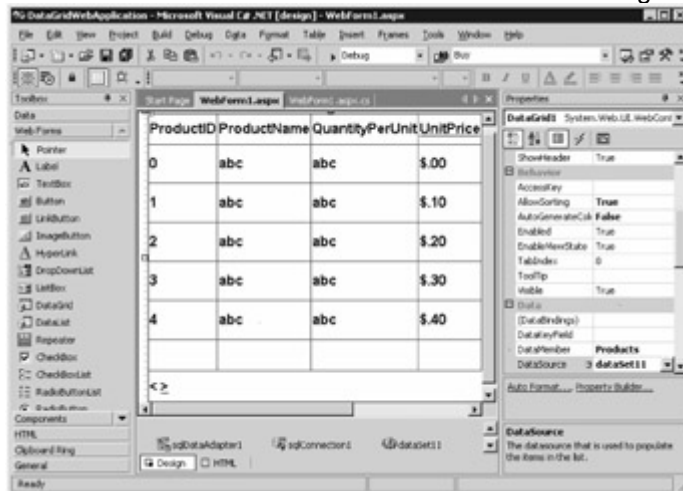 DataGridWebApplication - Microsoft Visual C# .NET [design] - WebForm1.aspx
File Edit View Project Build Debug Data Format Table Insert Frames Tools Window Help
Debug
Toolbox
Data
Web Forms
Pointer
Label
TextBox
Button
LinkButton
ImageButton
HyperLink
DropDownList
ListBox
DataGrid
DataList
Repeater
CheckBox
CheckBoxList
RadioButtonList
RadioButton
Components
HTML
Clipboard Ring
General
Start Page WebForm1.aspx WebForm1.aspx.cs
ProductID ProductName QuantityPerUnit UnitPrice
0 abc abc $.00
1 abc abc $.10
2 abc abc $.20
3 abc abc $.30
4 abc abc $.40
< >
sqlDataAdapter1 sqlConnection1 dataSet11
Design HTML
Properties
DataGrid1 System.Web.UI.WebCont
ShowHeader True
Behavior
AccessKey
AllowSorting True
AutoGenerateCol False
Enabled True
EnableViewState True
TabIndex 0
ToolTip
Visible True
Data
(DataBindings)
DataKeyField
DataMember Products
DataSource dataSet11
Auto Format..., Property Builder...
DataSource
The datasource that is used to populate
the items in the list.
Ready